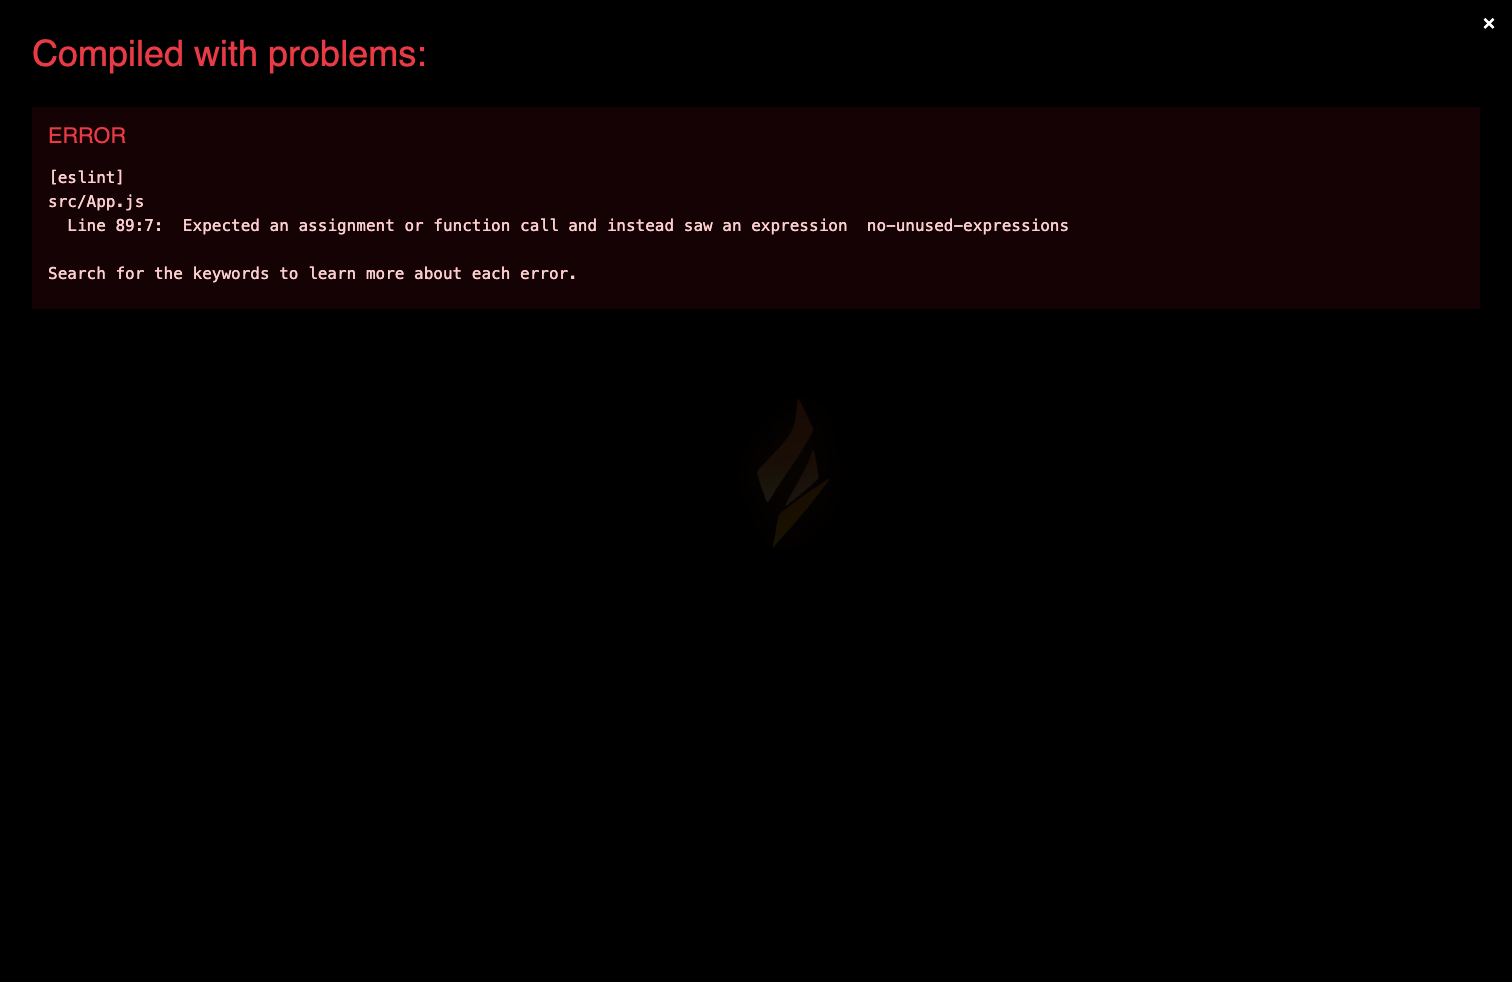 ×
Compiled with problems:
ERROR
[eslint]
src/App.js
  Line 89:7:  Expected an assignment or function call and instead saw an expression  no-unused-expressions
Search for the keywords to learn more about each error.